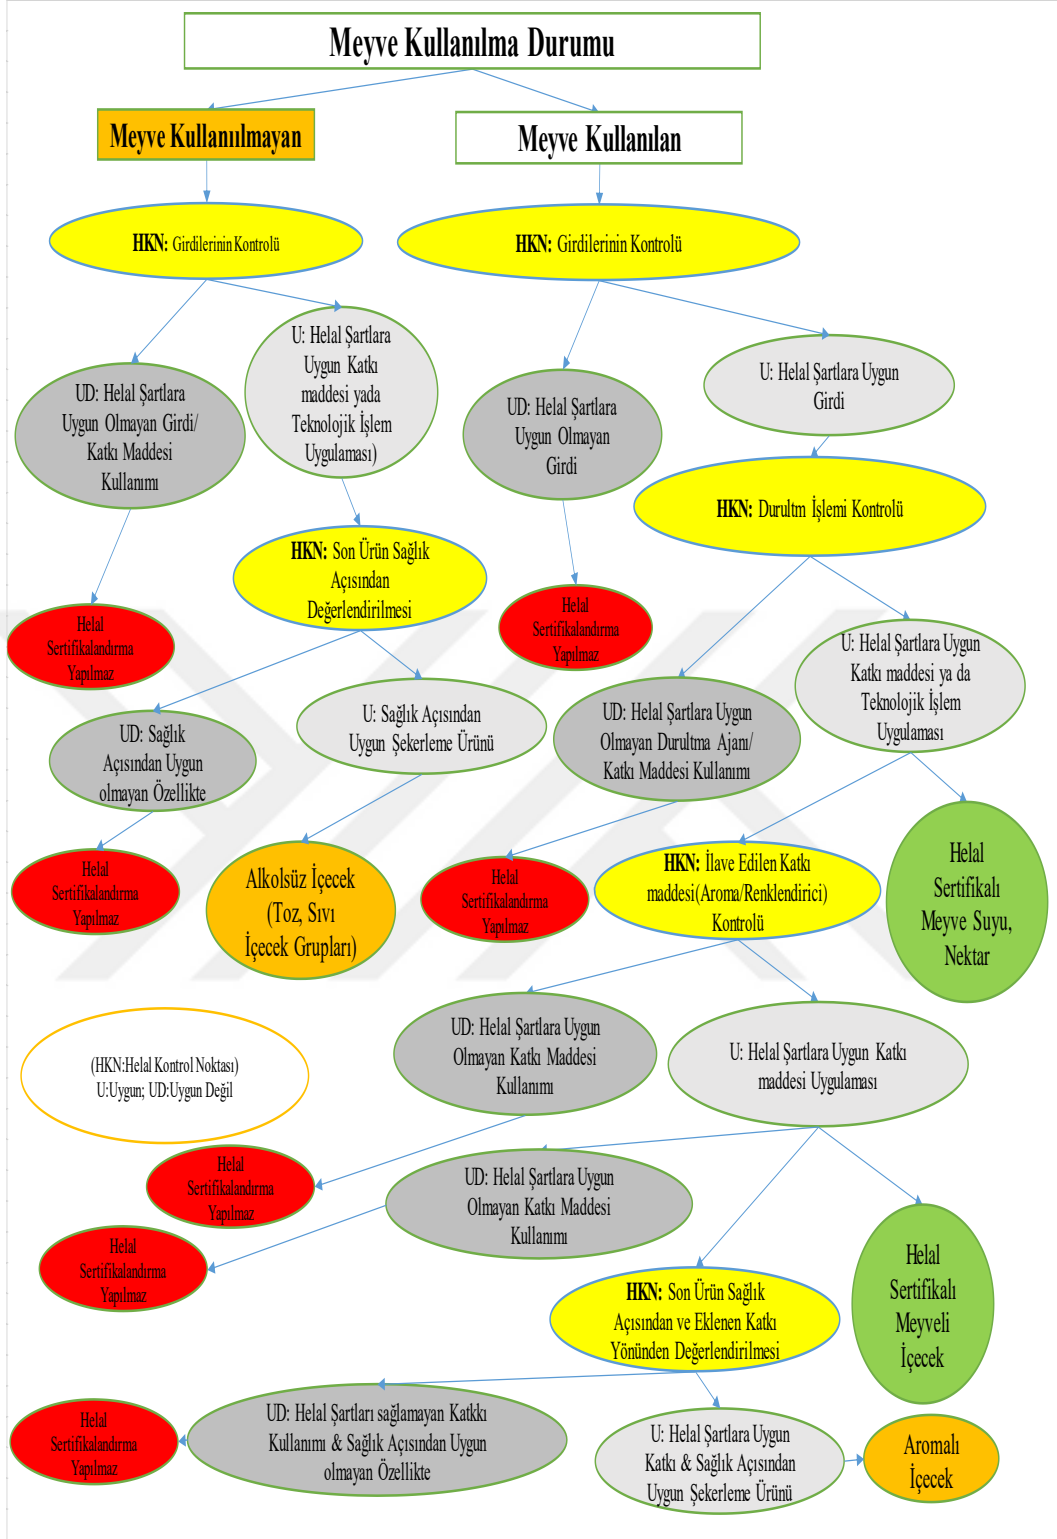 Meyve Kullanılma Durumu
Meyve Kullanıılmayan
Meyve Kullanılan
HKN: Girdilerinin Kontrolü
HKN: Girdilerinin Kontrolü
U: Helal Şartlara
Uygun Katkı
maddesi yada
Teknolojik İşlem
Uygulaması)
U: Helal Şartlara Uygun
Girdi
UD: Helal Şartlara
Uygun Olmayan Girdi/
Katkı Maddesi
Kullanımı
UD: Helal Şartlara
Uygun Olmayan
Girdi
HKN: Durultm İşlemi Kontrolü
HKN: Son Ürün Sağlık
Açısından
Değerlendirilmesi
Helal
Sertifikalandırma
Yapılmaz
Helal
Sertifikalandırma
Yapılmaz
U: Helal Şartlara Uygun
Katkı maddesi ya da
Teknolojik İşlem
Uygulaması
UD: Sağlık
Açısından Uygun
olmayan Özellikte
U: Sağlık Açısından
Uygun Şekerleme Ürünü
UD: Helal Şartlara Uygun
Olmayan Durultma Ajanı/
Katkı Maddesi Kullanımı
Helal
Sertifikalandırma
Yapılmaz
Alkolsüz İçecek
(Toz, Sıvı
İçecek Grupları)
Helal
Sertifikalandırma
Yapılmaz
HKN: İlave Edilen Katkı
maddesi(Aroma/Renklendirici)
Kontrolü
Helal
Sertifikalı
Meyve Suyu,
Nektar
(HKN:Helal Kontrol Noktası)
U:Uygun; UD:Uygun Değil
UD: Helal Şartlara Uygun
Olmayan Katkı Maddesi
Kullanımı
U: Helal Şartlara Uygun Katkı
maddesi Uygulaması
Helal
Sertifikalandırma
Yapılmaz
UD: Helal Şartlara Uygun
Olmayan Katkı Maddesi
Kullanımı
Helal
Sertifikalandırma
Yapılmaz
HKN: Son Ürün Sağlık
Açısından ve Eklenen Katkı
Yönünden Değerlendirilmesi
Helal
Sertifikalı
Meyveli
İçecek
Helal
Sertifikalandırma
Yapılmaz
UD: Helal Şartları sağlamayan Katkkı
Kullanımı & Sağlık Açısından Uygun
olmayan Özellikte
U: Helal Şartlara Uygun
Katkı & Sağlık Açısından
Uygun Şekerleme Ürünü
Aromalı
İçecek